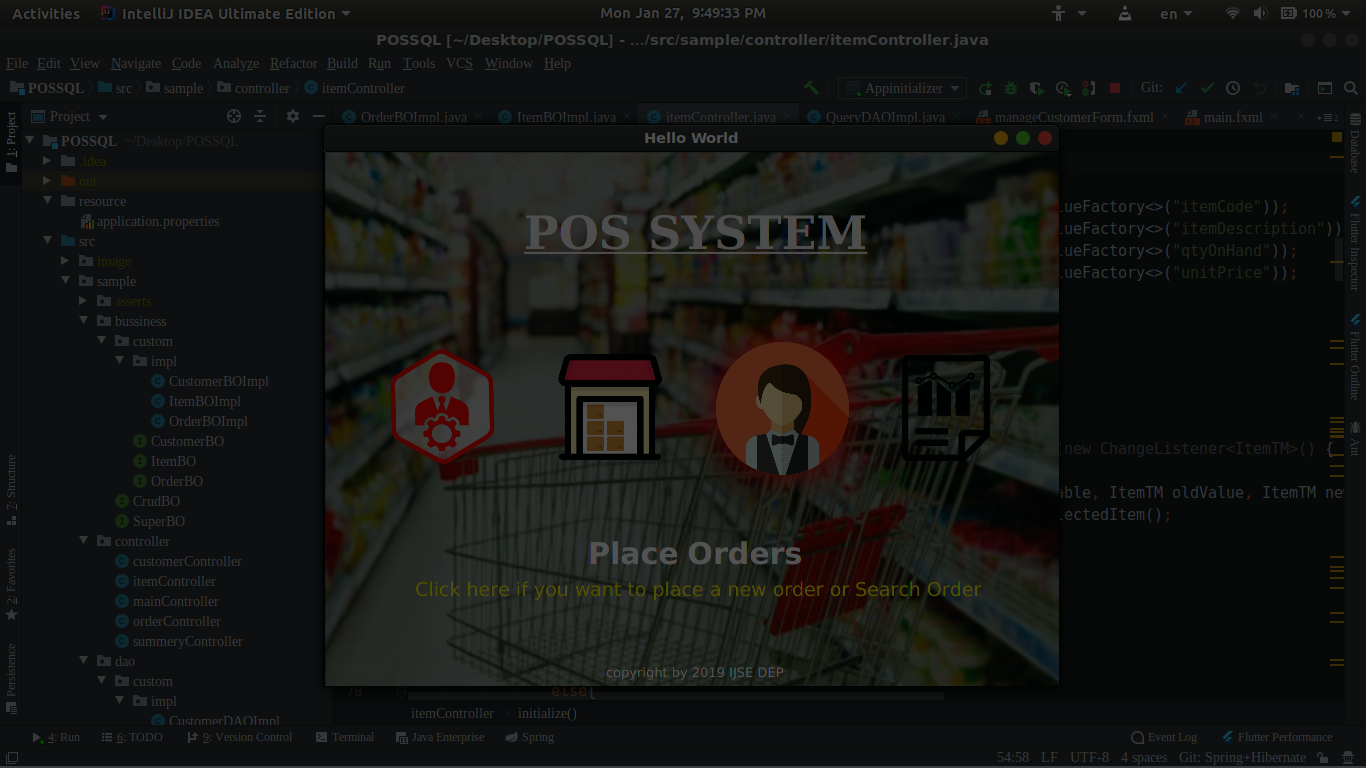 Activities IntelliJ IDEA Ultimate Edition Mon Jan 27, 9:49:33 PM en 100 %
POSSQL [~/Desktop/POSSQL] - .../src/sample/controller/itemController.java
File Edit View Navigate Code Analyze Refactor Build Run Tools VCS Window Help
POSSQL src sample controller itemController Appinitializer Git:
Project OrderBOImpl.java ItemBOImpl.java itemController.java QueryDAOImpl.java manageCustomerForm.fxml main.fxml 2
1: Project
7: Structure
2: Favorites
Persistence
POSSQL ~/Desktop/POSSQL
.idea
out
resource
application.properties
src
image
sample
asserts
bussiness
custom
impl
CustomerBOImpl
ItemBOImpl
OrderBOImpl
CustomerBO
ItemBO
OrderBO
CrudBO
SuperBO
controller
customerController
itemController
mainController
orderController
summeryController
dao
custom
impl
CustomerDAOImpl
Hello World
POS SYSTEM
Place Orders
Click here if you want to place a new order or Search Order
copyright by 2019 IJSE DEP
lueFactory<>("itemCode"));
lueFactory<>("itemDescription"))
lueFactory<>("qtyOnHand"));
lueFactory<>("unitPrice"));
(new ChangeListener<ItemTM>() {
able, ItemTM oldValue, ItemTM ne
lectedItem();
78 else{
itemController initialize()
Database
Flutter Inspector
Flutter Outline
Ant
4: Run 6: TODO 9: Version Control Terminal Java Enterprise Spring Event Log Flutter Performance
54:58 LF UTF-8 4 spaces Git: Spring+Hibernate